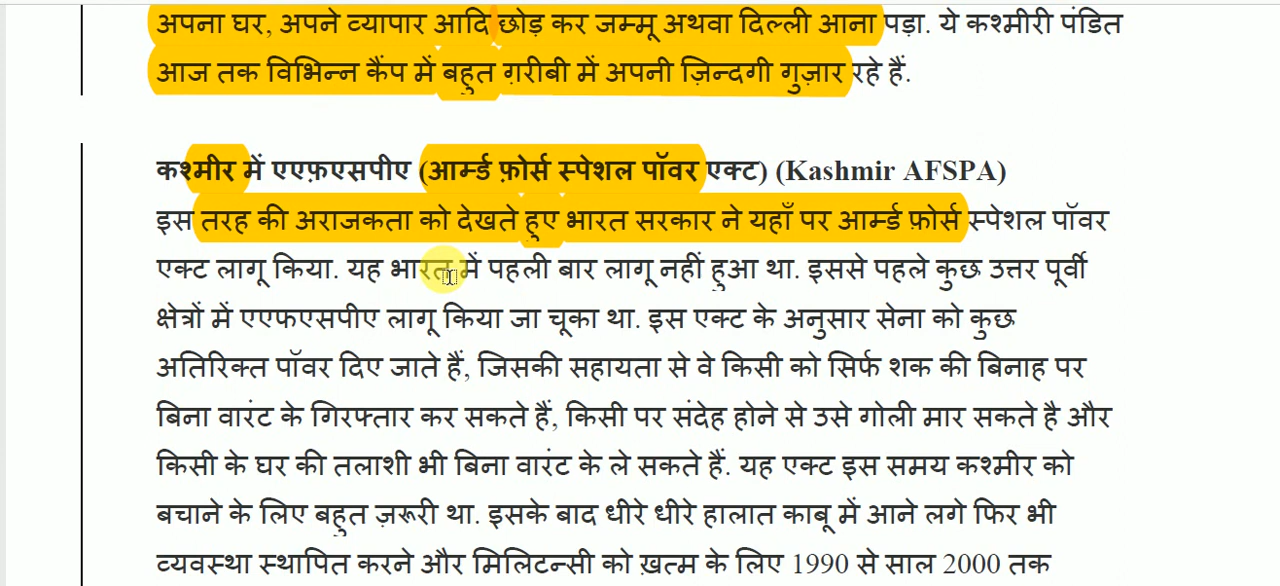 अपना घर, अपने व्यापार आदि छोड़ कर जम्मू अथवा दिल्ली आना पड़ा. ये कश्मीरी पंडित
आज तक विभिन्न कैंप में बहुत ग़रीबी में अपनी ज़िन्दगी गुज़ार रहे हैं.
कश्मीर में एएफ़एसपीए (आर्म्ड फ़ोर्स स्पेशल पॉवर एक्ट) (Kashmir AFSPA)
इस तरह की अराजकता को देखते हुए भारत सरकार ने यहाँ पर आर्म्ड फ़ोर्स स्पेशल पॉवर
एक्ट लागू किया. यह भारत में पहली बार लागू नहीं हुआ था. इससे पहले कुछ उत्तर पूर्वी
क्षेत्रों में एएफएसपीए लागू किया जा चूका था. इस एक्ट के अनुसार सेना को कुछ
अतिरिक्त पॉवर दिए जाते हैं, जिसकी सहायता से वे किसी को सिर्फ शक की बिनाह पर
बिना वारंट के गिरफ्तार कर सकते हैं, किसी पर संदेह होने से उसे गोली मार सकते है और
किसी के घर की तलाशी भी बिना वारंट के ले सकते हैं. यह एक्ट इस समय कश्मीर को
बचाने के लिए बहुत ज़रूरी था. इसके बाद धीरे धीरे हालात काबू में आने लगे फिर भी
व्यवस्था स्थापित करने और मिलिटन्सी को ख़त्म के लिए 1990 से साल 2000 तक